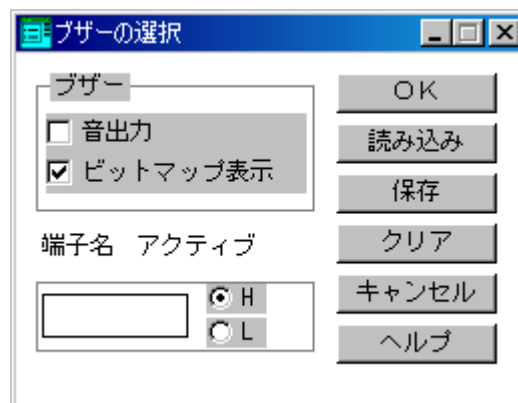 ブザーの選択
ブザー
音出力
ビットマップ表示
端子名 アクティブ
H
L
OK
読み込み
保存
クリア
キャンセル
ヘルプ